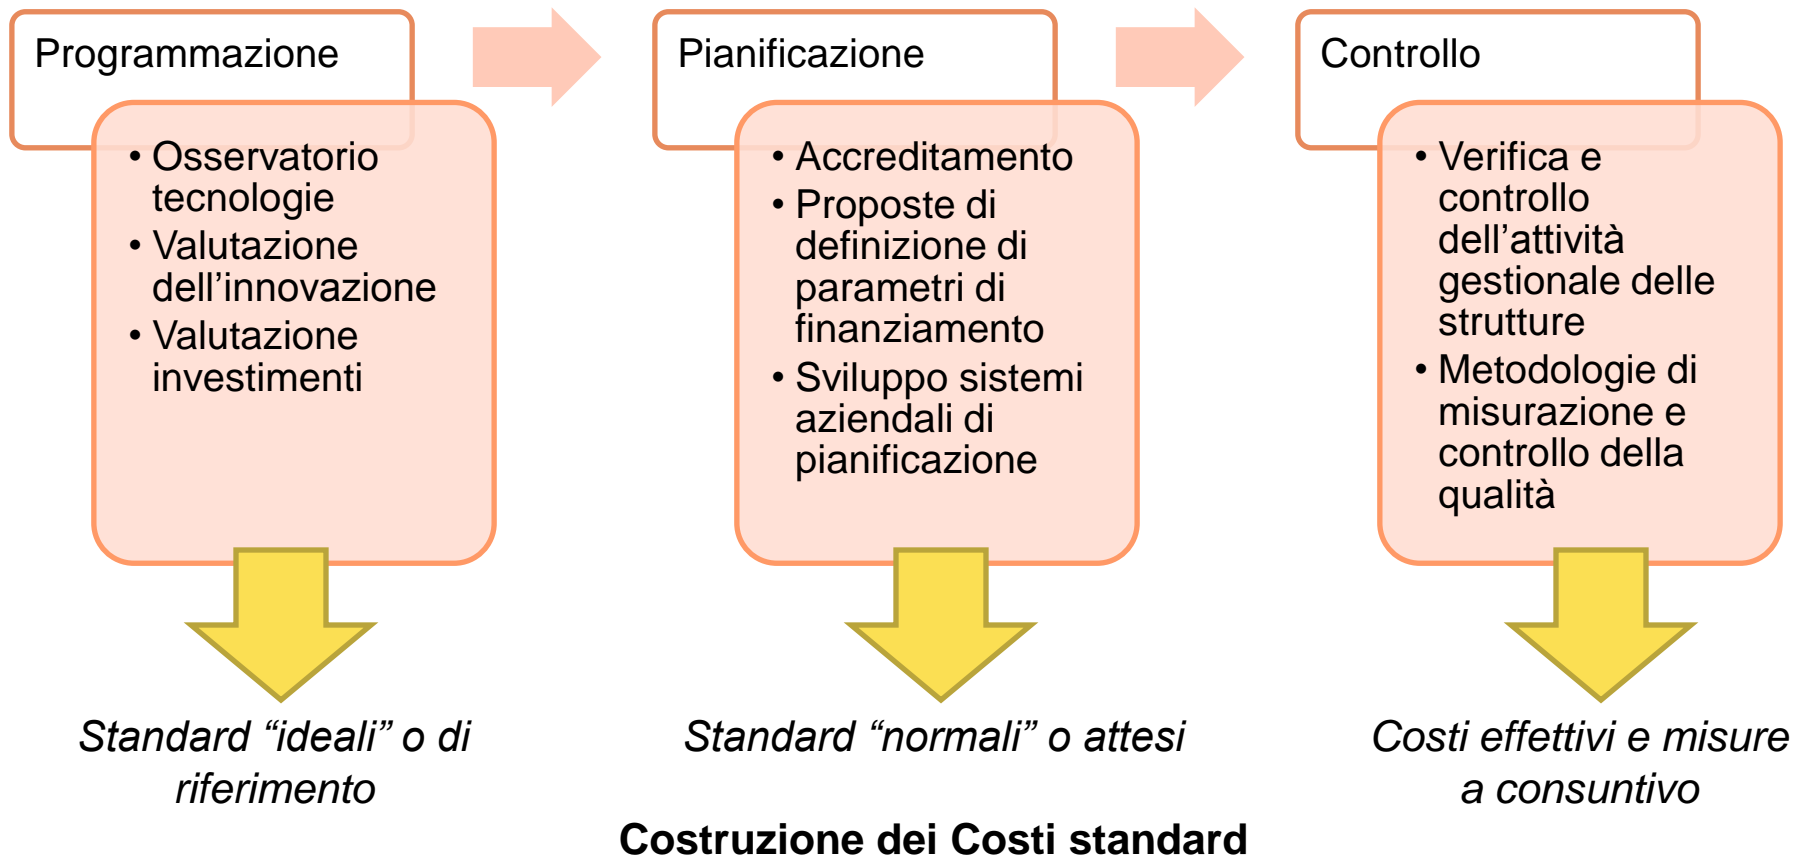 Programmazione
• Osservatorio
tecnologie
• Valutazione
dell’innovazione
• Valutazione
investimenti
Standard “ideali” o di
riferimento
Pianificazione
• Accreditamento
• Proposte di
definizione di
parametri di
finanziamento
• Sviluppo sistemi
aziendali di
pianificazione
Standard “normali” o attesi
Controllo
• Verifica e
controllo
dell’attività
gestionale delle
strutture
• Metodologie di
misurazione e
controllo della
qualità
Costi effettivi e misure
a consuntivo
Costruzione dei Costi standard